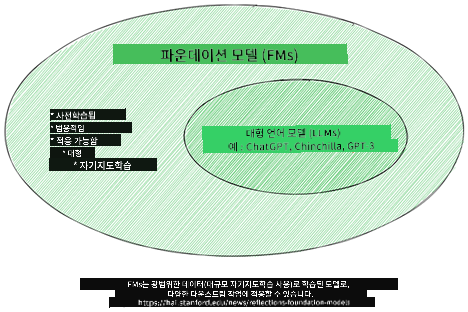 파운데이션 모델 (FMs)
* 사전학습됨
* 범용적임
* 적응 가능함
* 대형
* 자기지도학습
대형 언어 모델 (LLMs)
예 : ChatGPT, Chinchilla, GPT-3
FMs는 광범위한 데이터(대규모 자기지도학습 사용)로 학습된 모델로,
다양한 다운스트림 작업에 적응할 수 있습니다.
https://hai.stanford.edu/news/reflections-foundation-models